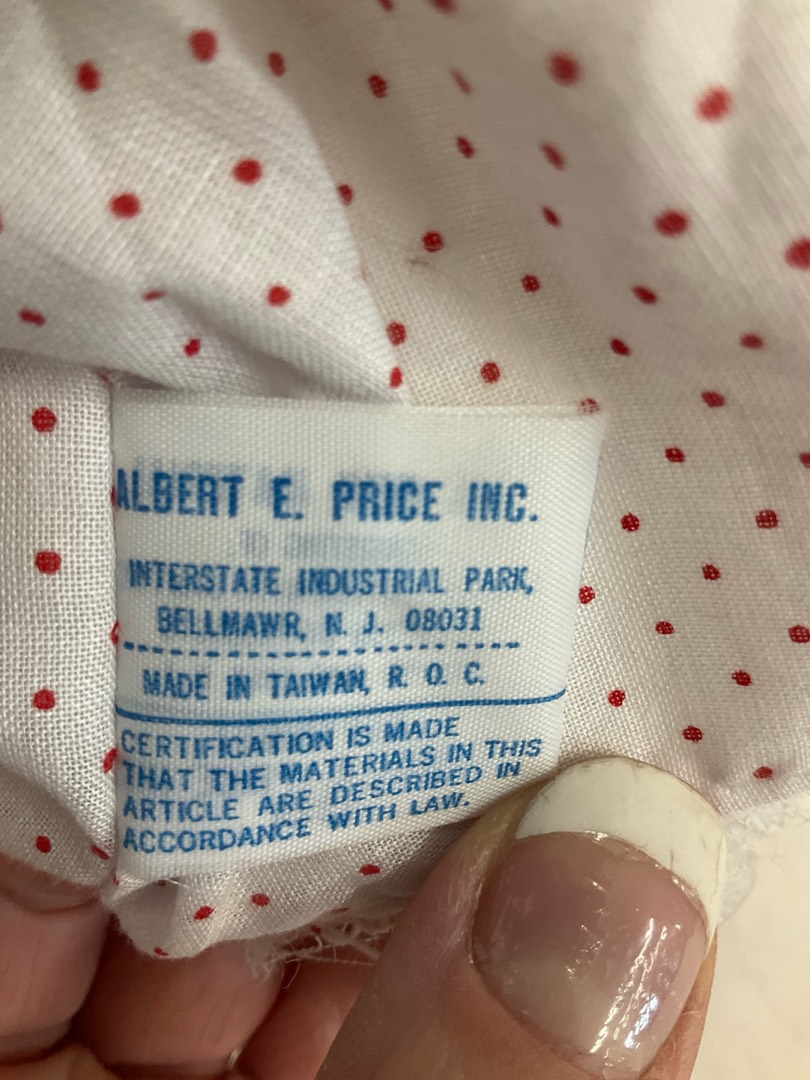 ALBERT E. PRICE INC.
INTERSTATE INDUSTRIAL PARK,
BELLMAWR, N. J. 08031
MADE IN TAIWAN, R. O. C.
CERTIFICATION IS MADE
THAT THE MATERIALS IN THIS
ARTICLE ARE DESCRIBED IN
ACCORDANCE WITH LAW.